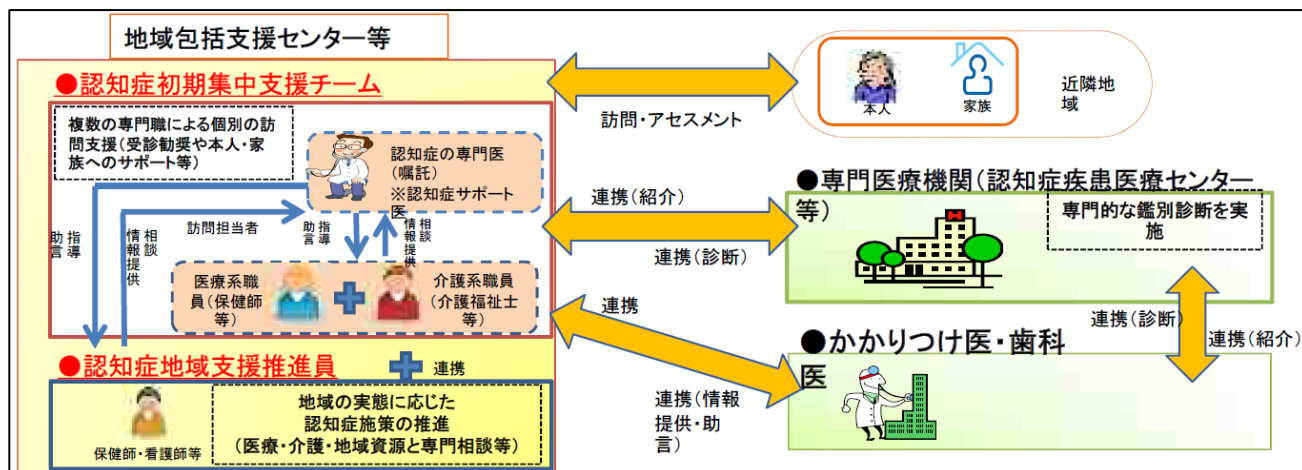 地域包括支援センター等
●認知症初期集中支援チーム
複数の専門職による個別の訪
問支援(受診勧奨や本人・家
族へのサポート等)
認知症の専門医
(嘱託)
※認知症サポート
医
訪問担当者
指導
助言
相談
情報提供
指導
助言
相談
情報提供
医療系職
員(保健師
等)
介護系職員
(介護福祉士
等)
●認知症地域支援推進員
連携
地域の実態に応じた
認知症施策の推進
(医療・介護・地域資源と専門相談等)
保健師・看護師等
訪問・アセスメント
本人
家族
近隣地
域
連携(紹介)
連携(診断)
●専門医療機関(認知症疾患医療センター
等)
専門的な鑑別診断を実
施
連携
連携(情報
提供・助
言)
連携(診断)
連携(紹介)
●かかりつけ医・歯科
医